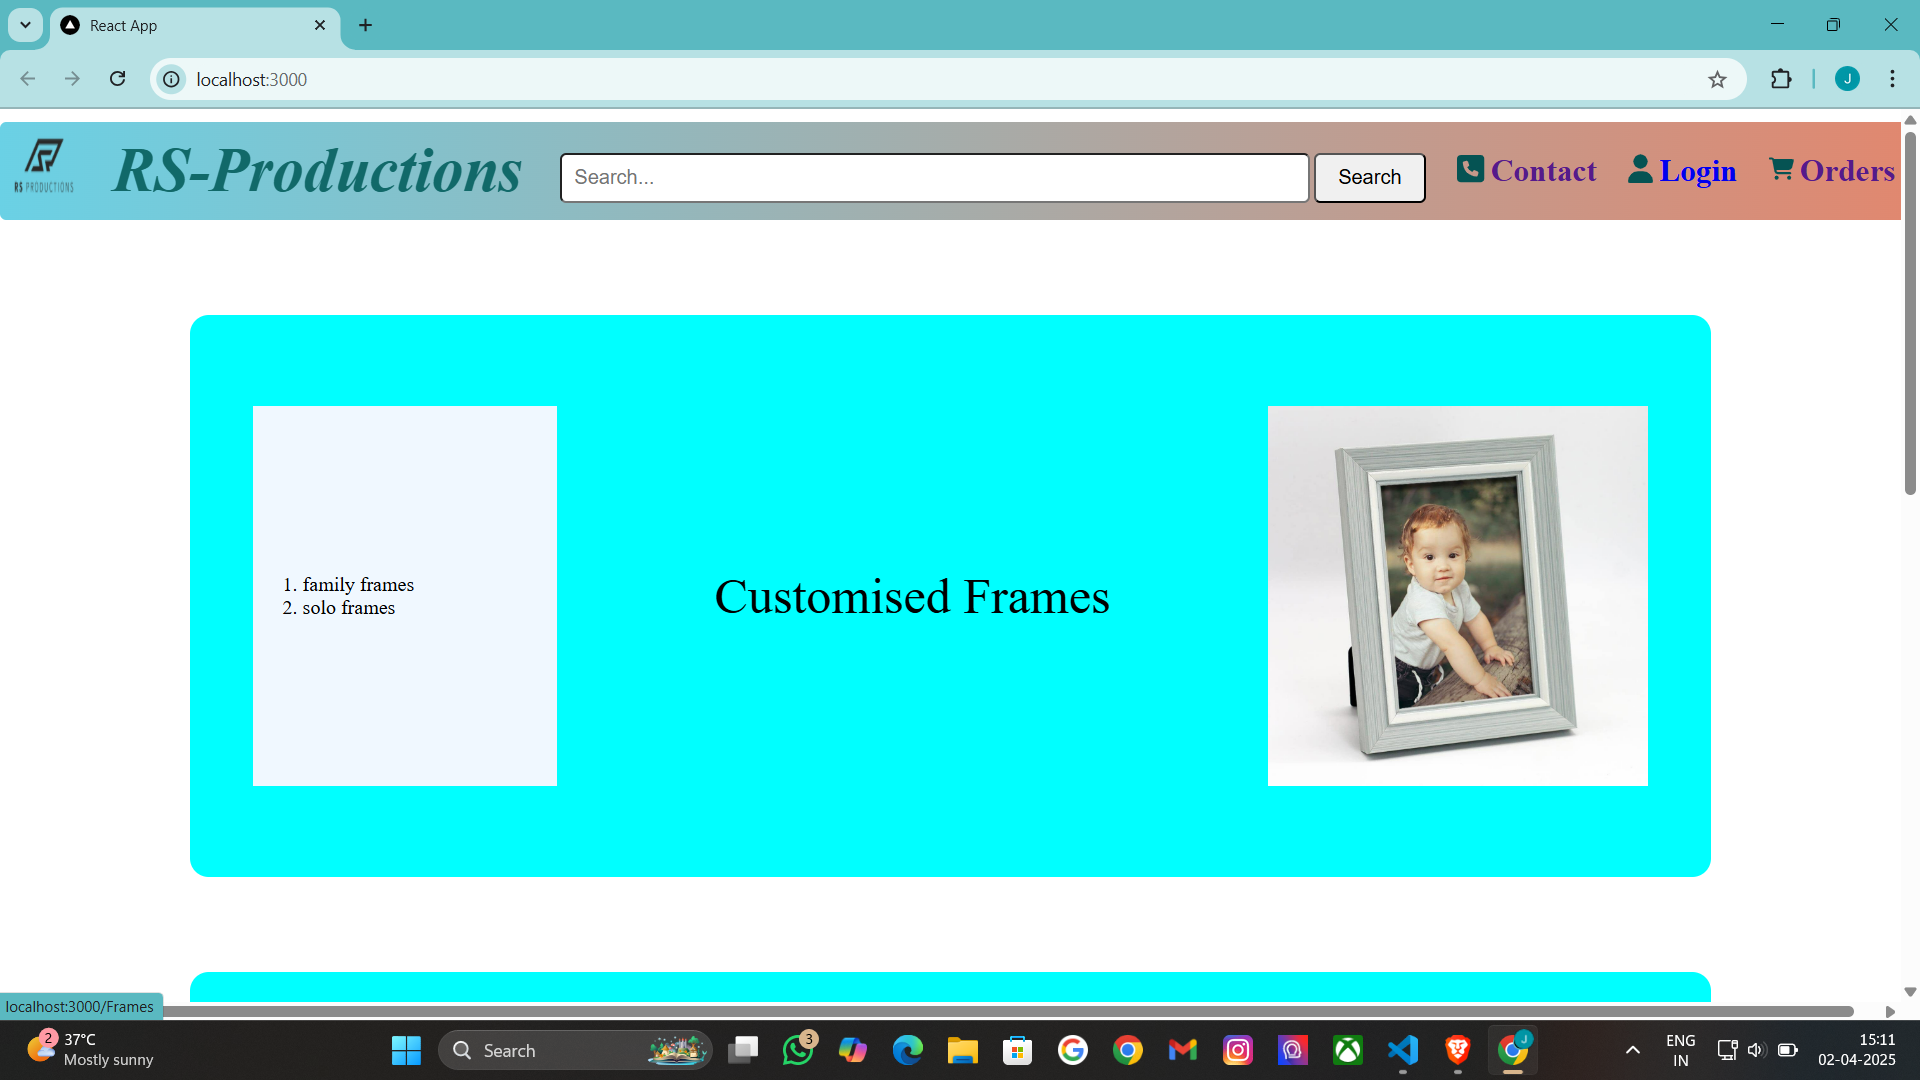 React App
localhost:3000
RS PRODUCTIONS
RS-Productions
Search...
Search
Contact
Login
Orders
1. family frames
2. solo frames
Customised Frames
localhost:3000/Frames
2
37°C
Mostly sunny
Search
3
J
ENG
IN
15:11
02-04-2025
J